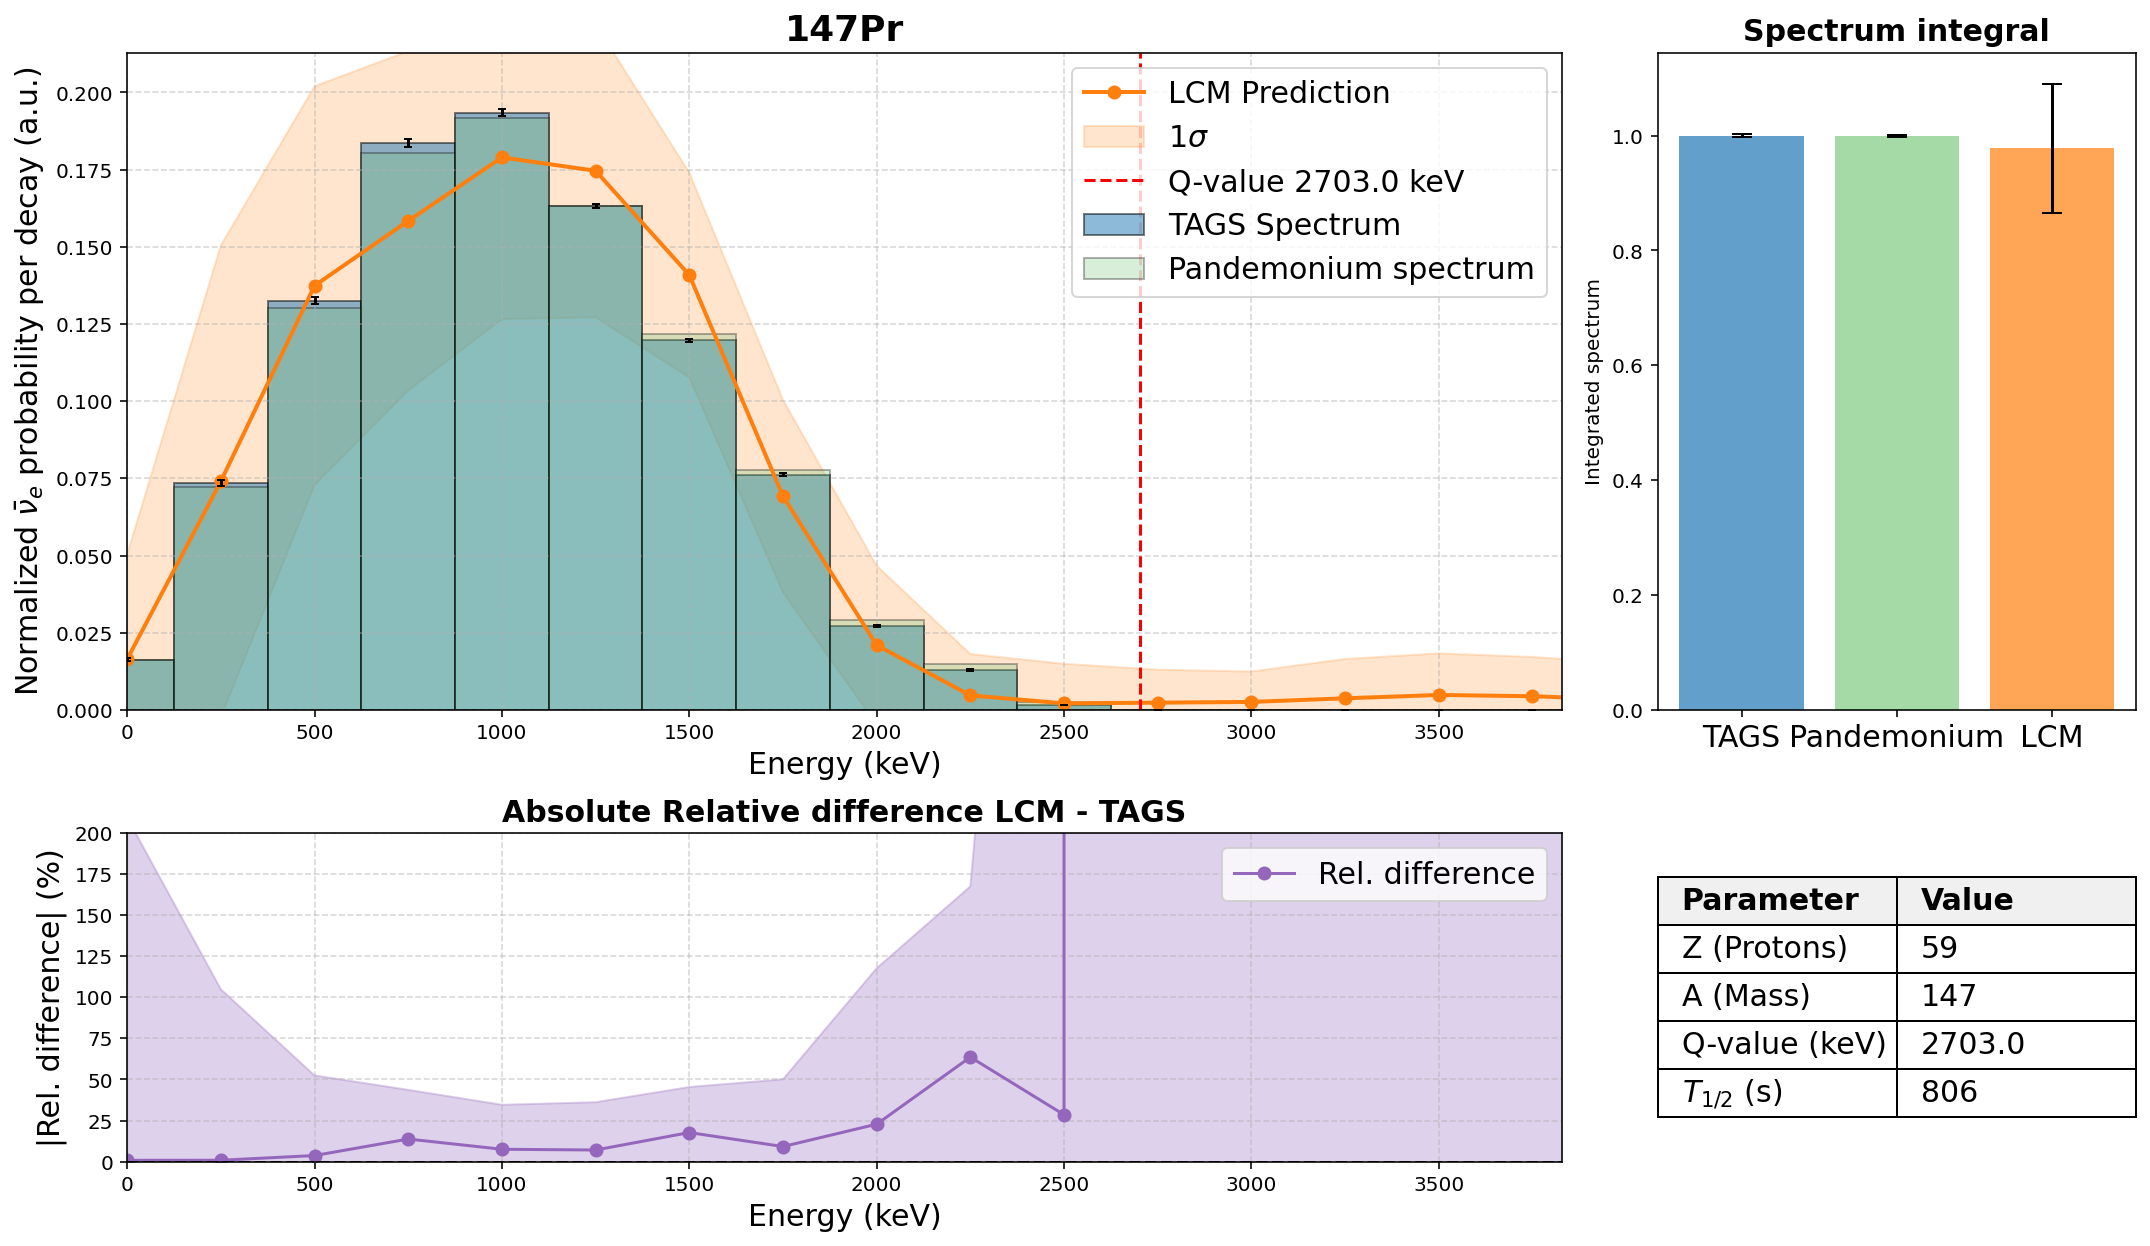 147Pr
Normalized ν̄e probability per decay (a.u.)
0.200
0.175
0.150
0.125
0.100
0.075
0.050
0.025
0.000
0 500 1000 1500 2000 2500 3000 3500
Energy (keV)
LCM Prediction
1σ
Q-value 2703.0 keV
TAGS Spectrum
Pandemonium spectrum
Spectrum integral
Integrated spectrum
1.0
0.8
0.6
0.4
0.2
0.0
TAGS Pandemonium LCM
Absolute Relative difference LCM - TAGS
|Rel. difference| (%)
200
175
150
125
100
75
50
25
0
0 500 1000 1500 2000 2500 3000 3500
Energy (keV)
Rel. difference
Parameter Value
Z (Protons) 59
A (Mass) 147
Q-value (keV) 2703.0
T1/2 (s) 806